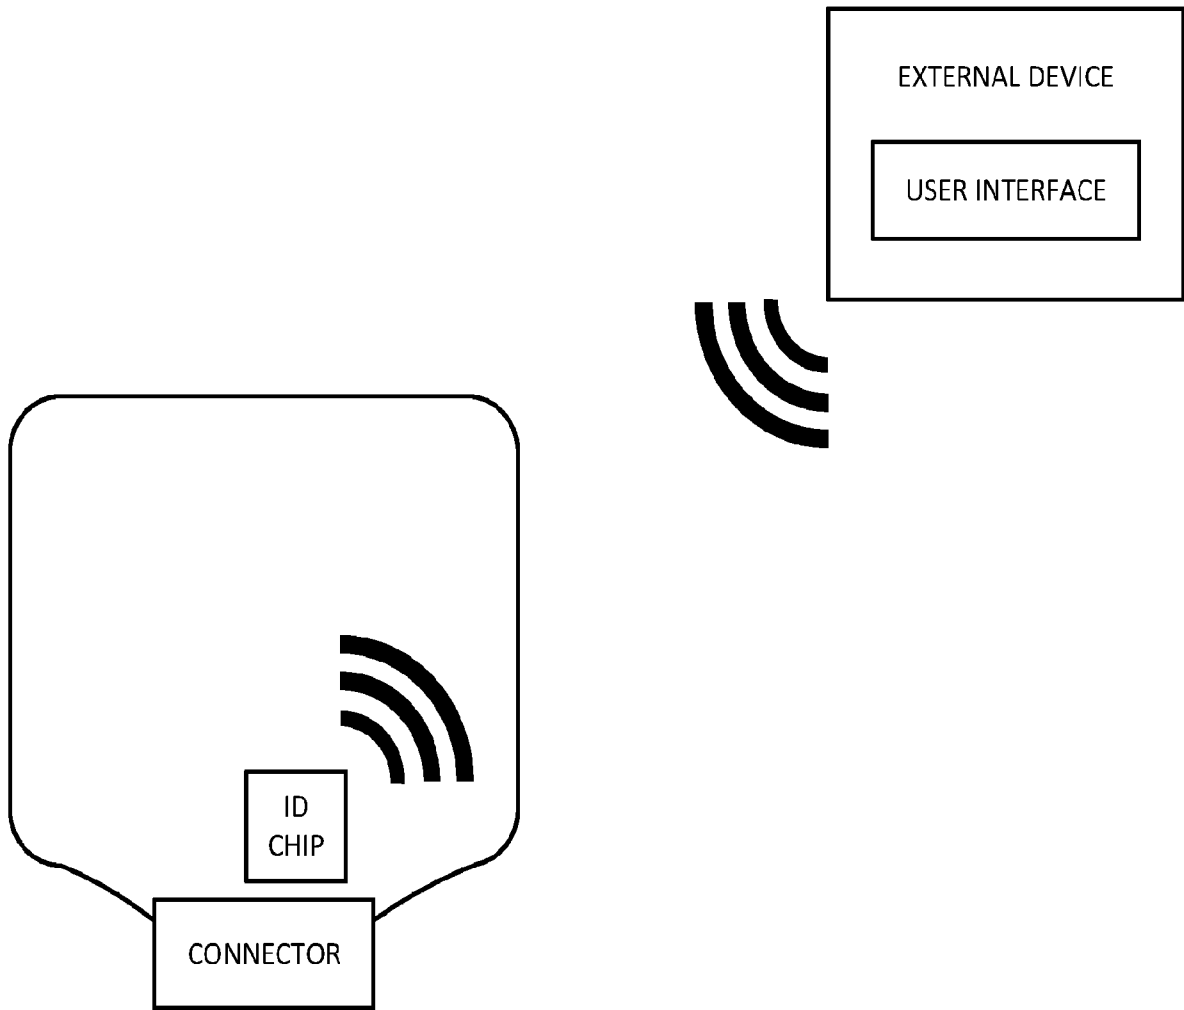 EXTERNAL DEVICE
USER INTERFACE
ID
CHIP
CONNECTOR